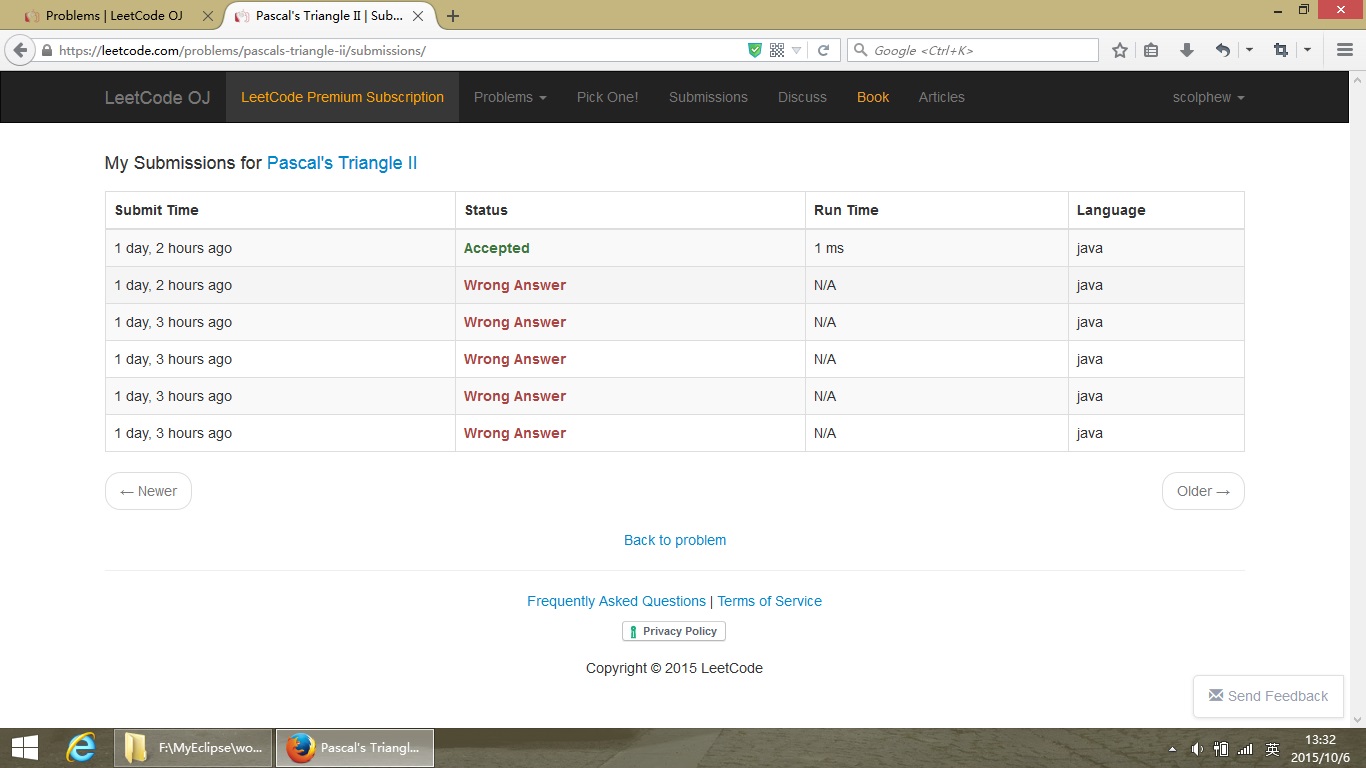 Problems | LeetCode OJ
Pascal's Triangle II | Sub...
https://leetcode.com/problems/pascals-triangle-ii/submissions/
Google <Ctrl+K>
LeetCode OJ
LeetCode Premium Subscription
Problems
Pick One!
Submissions
Discuss
Book
Articles
scolphew
My Submissions for Pascal's Triangle II
Submit Time Status Run Time Language
1 day, 2 hours ago Accepted 1 ms java
1 day, 2 hours ago Wrong Answer N/A java
1 day, 3 hours ago Wrong Answer N/A java
1 day, 3 hours ago Wrong Answer N/A java
1 day, 3 hours ago Wrong Answer N/A java
1 day, 3 hours ago Wrong Answer N/A java
← Newer
Older →
Back to problem
Frequently Asked Questions | Terms of Service
Privacy Policy
Copyright © 2015 LeetCode
Send Feedback
F:\MyEclipse\wo...
Pascal's Triangl...
英
13:32
2015/10/6